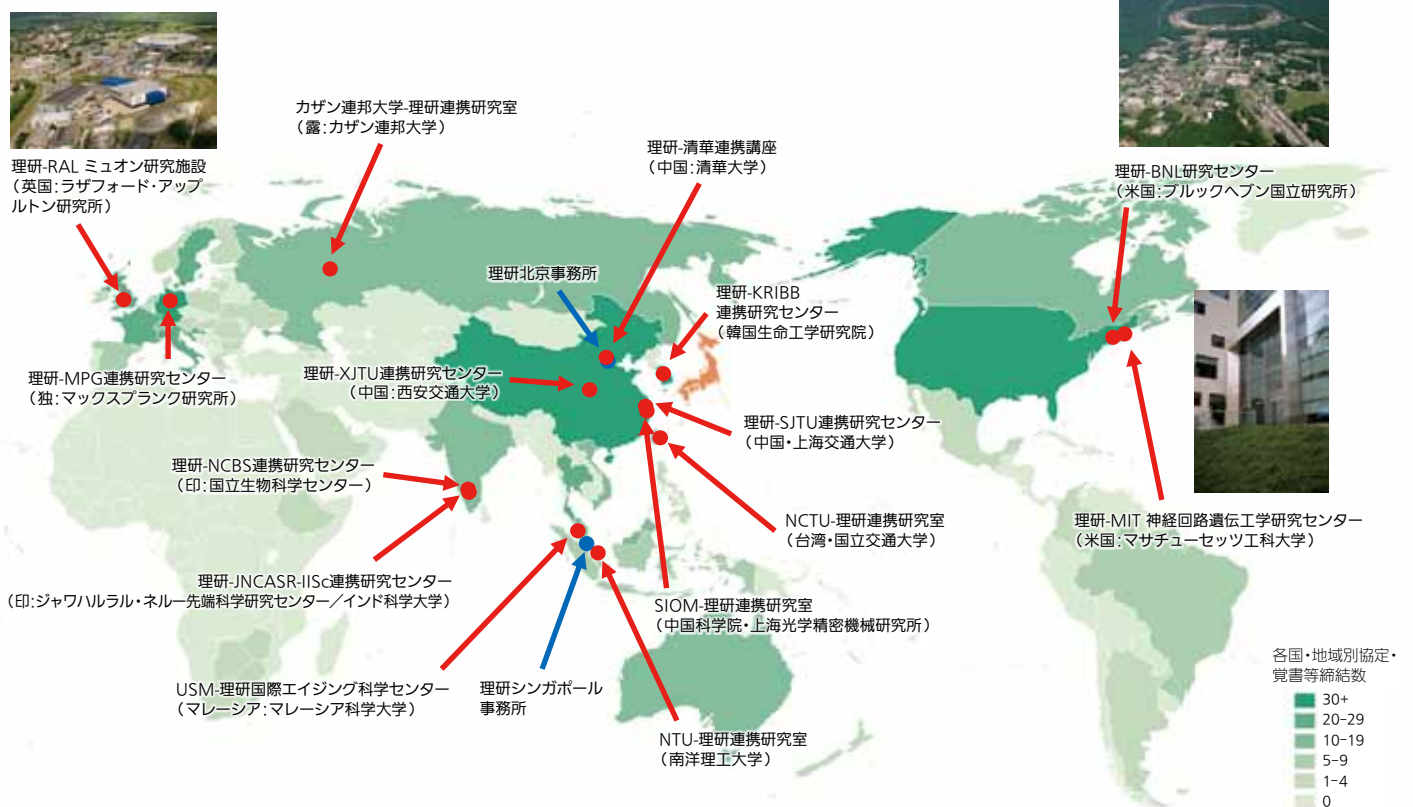 カザン連邦大学-理研連携研究室
（露：カザン連邦大学）
理研-清華連携講座
（中国：清華大学）
理研-RAL ミュオン研究施設
（英国：ラザフォード・アップ
ルトン研究所）
理研-BNL研究センター
（米国：ブルックヘブン国立研究所）
理研北京事務所
理研-KRIBB
連携研究センター
（韓国生命工学研究院）
理研-MPG連携研究センター
（独：マックスプランク研究所）
理研-XJTU連携研究センター
（中国：西安交通大学）
理研-SJTU連携研究センター
（中国・上海交通大学）
理研-NCBS連携研究センター
（印：国立生物科学センター）
NCTU-理研連携研究室
（台湾・国立交通大学）
理研-MIT 神経回路遺伝工学研究センター
（米国：マサチューセッツ工科大学）
理研-JNCASR-IISc連携研究センター
（印：ジャワハルラル・ネルー先端科学研究センター／インド科学大学）
SIOM-理研連携研究室
（中国科学院・上海光学精密機械研究所）
USM-理研国際エイジング科学センター
（マレーシア：マレーシア科学大学）
理研シンガポール
事務所
NTU-理研連携研究室
（南洋理工大学）
各国・地域別協定・
覚書等締結数
30+
20-29
10-19
5-9
1-4
0